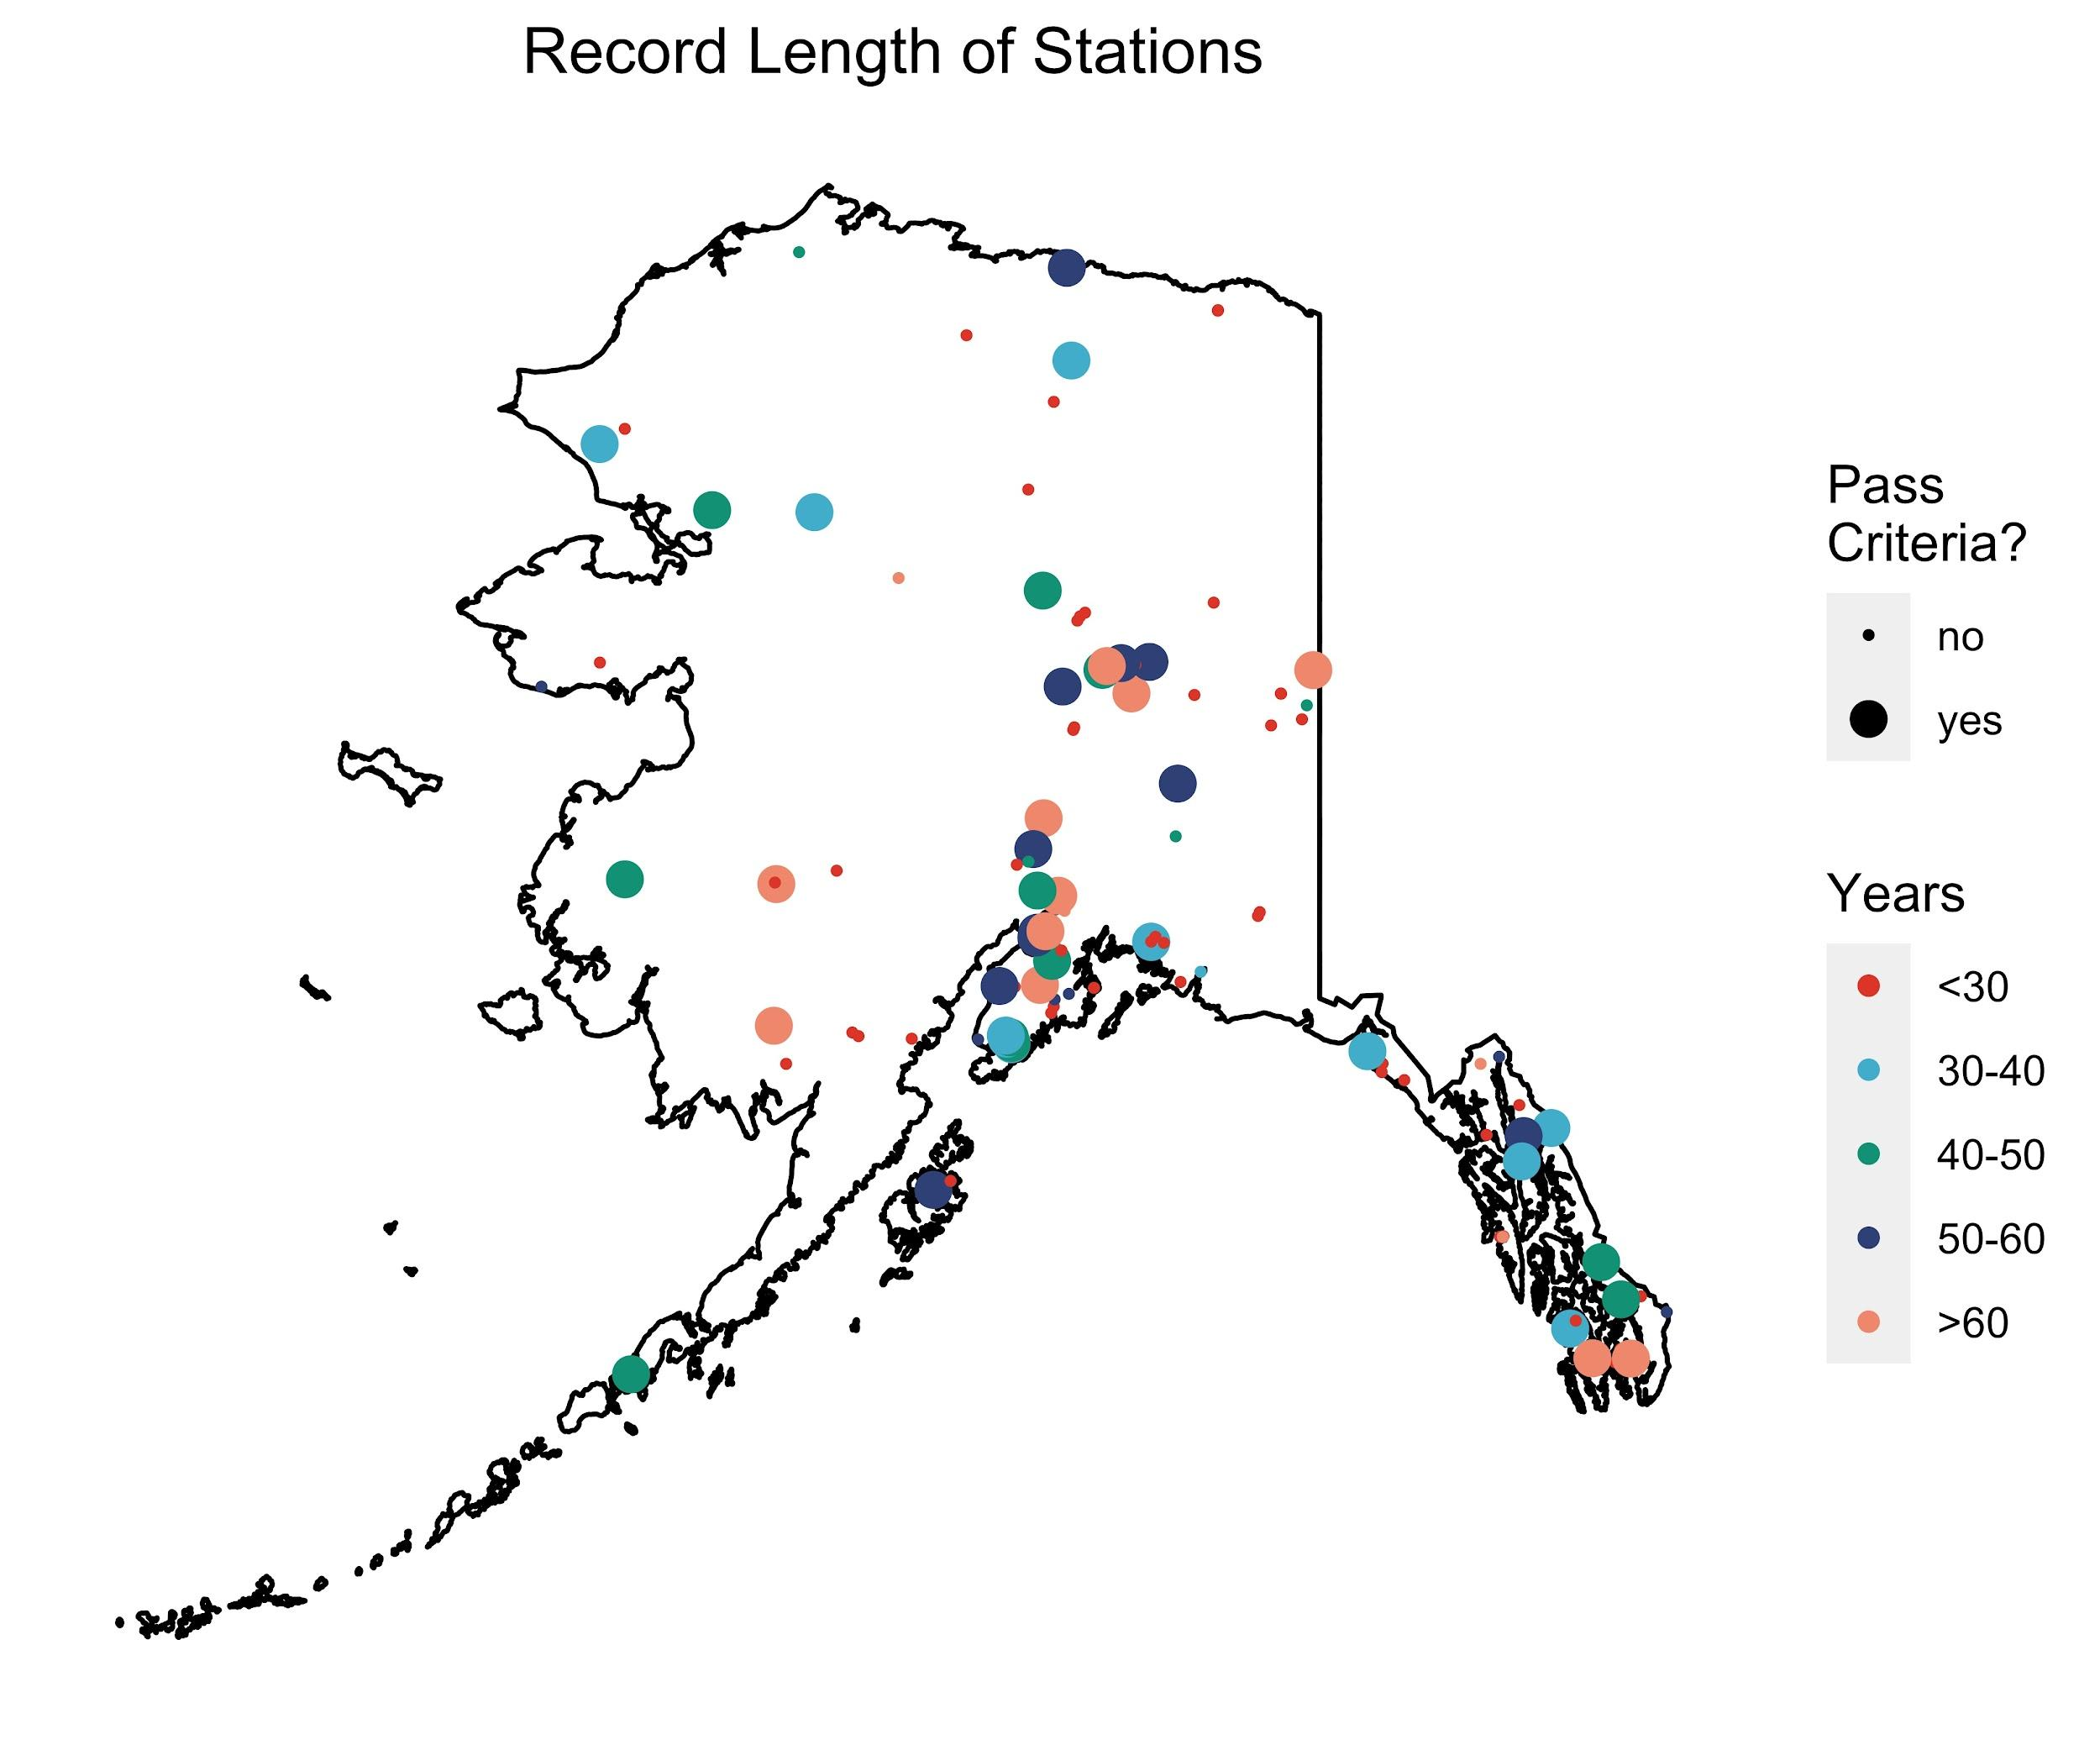 Record Length of Stations
Pass
Criteria?
no
yes
Years
<30
30-40
40-50
50-60
>60